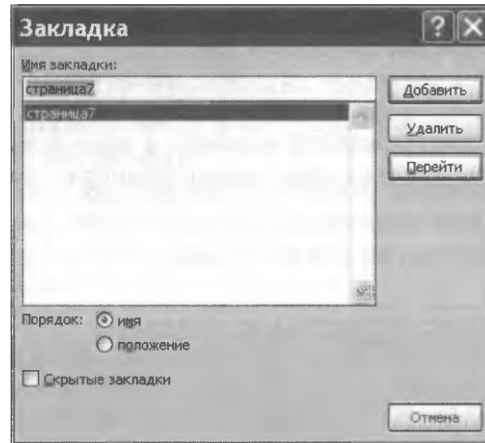 Закладка
Имя закладки:
страница7
Добавить
страница7
Удалить
Перейти
Порядок:
имя
положение
Скрытые закладки
Отмена